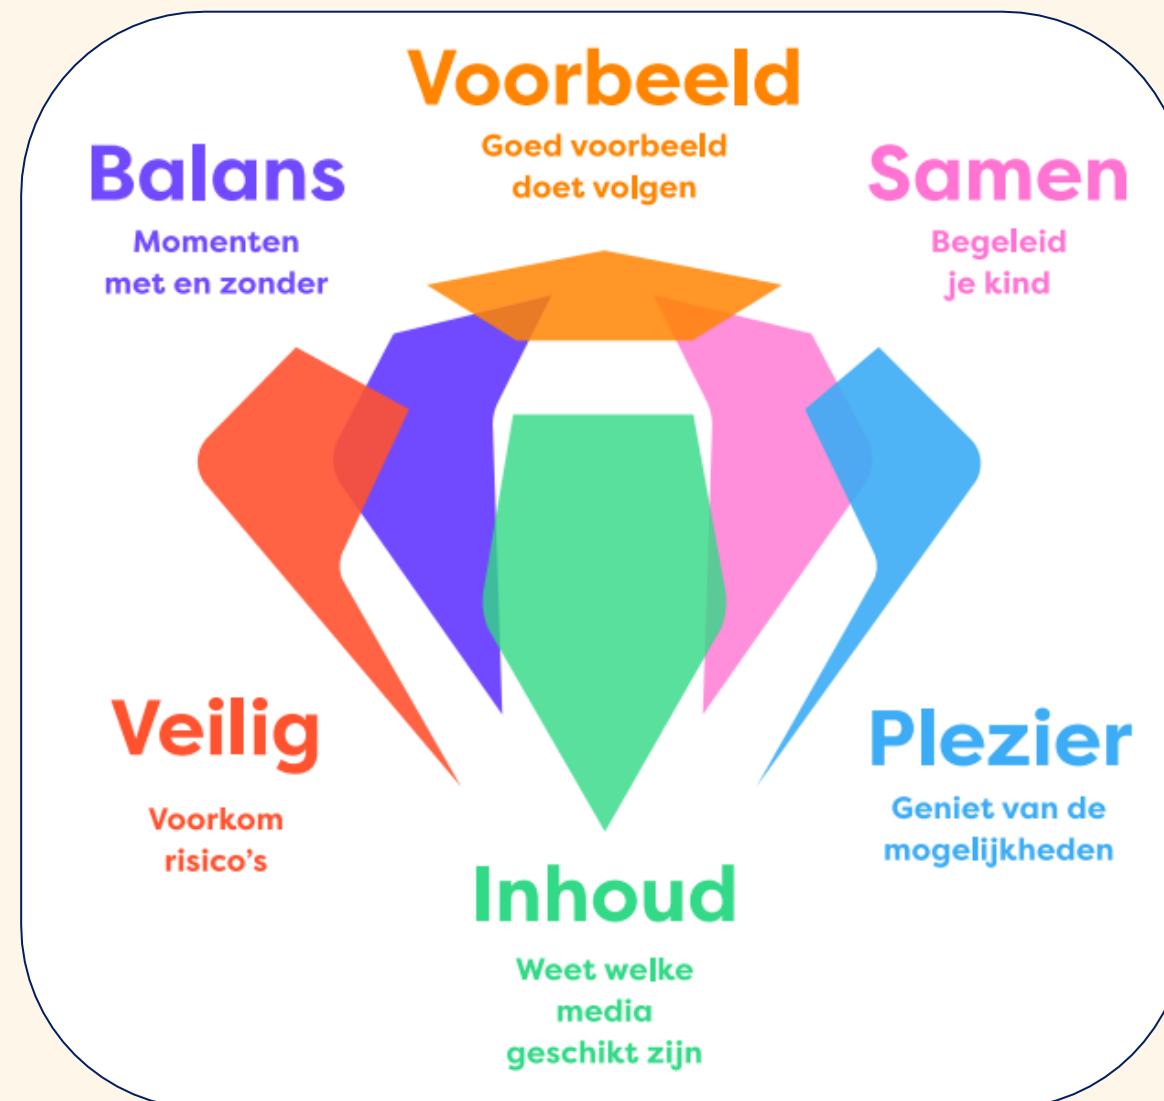 Voorbeeld
Goed voorbeeld
doet volgen
Balans
Momenten
met en zonder
Samen
Begeleid
je kind
Veilig
Voorkom
risico's
Plezier
Geniet van de
mogelijkheden
Inhoud
Weet welke
media
geschikt zijn